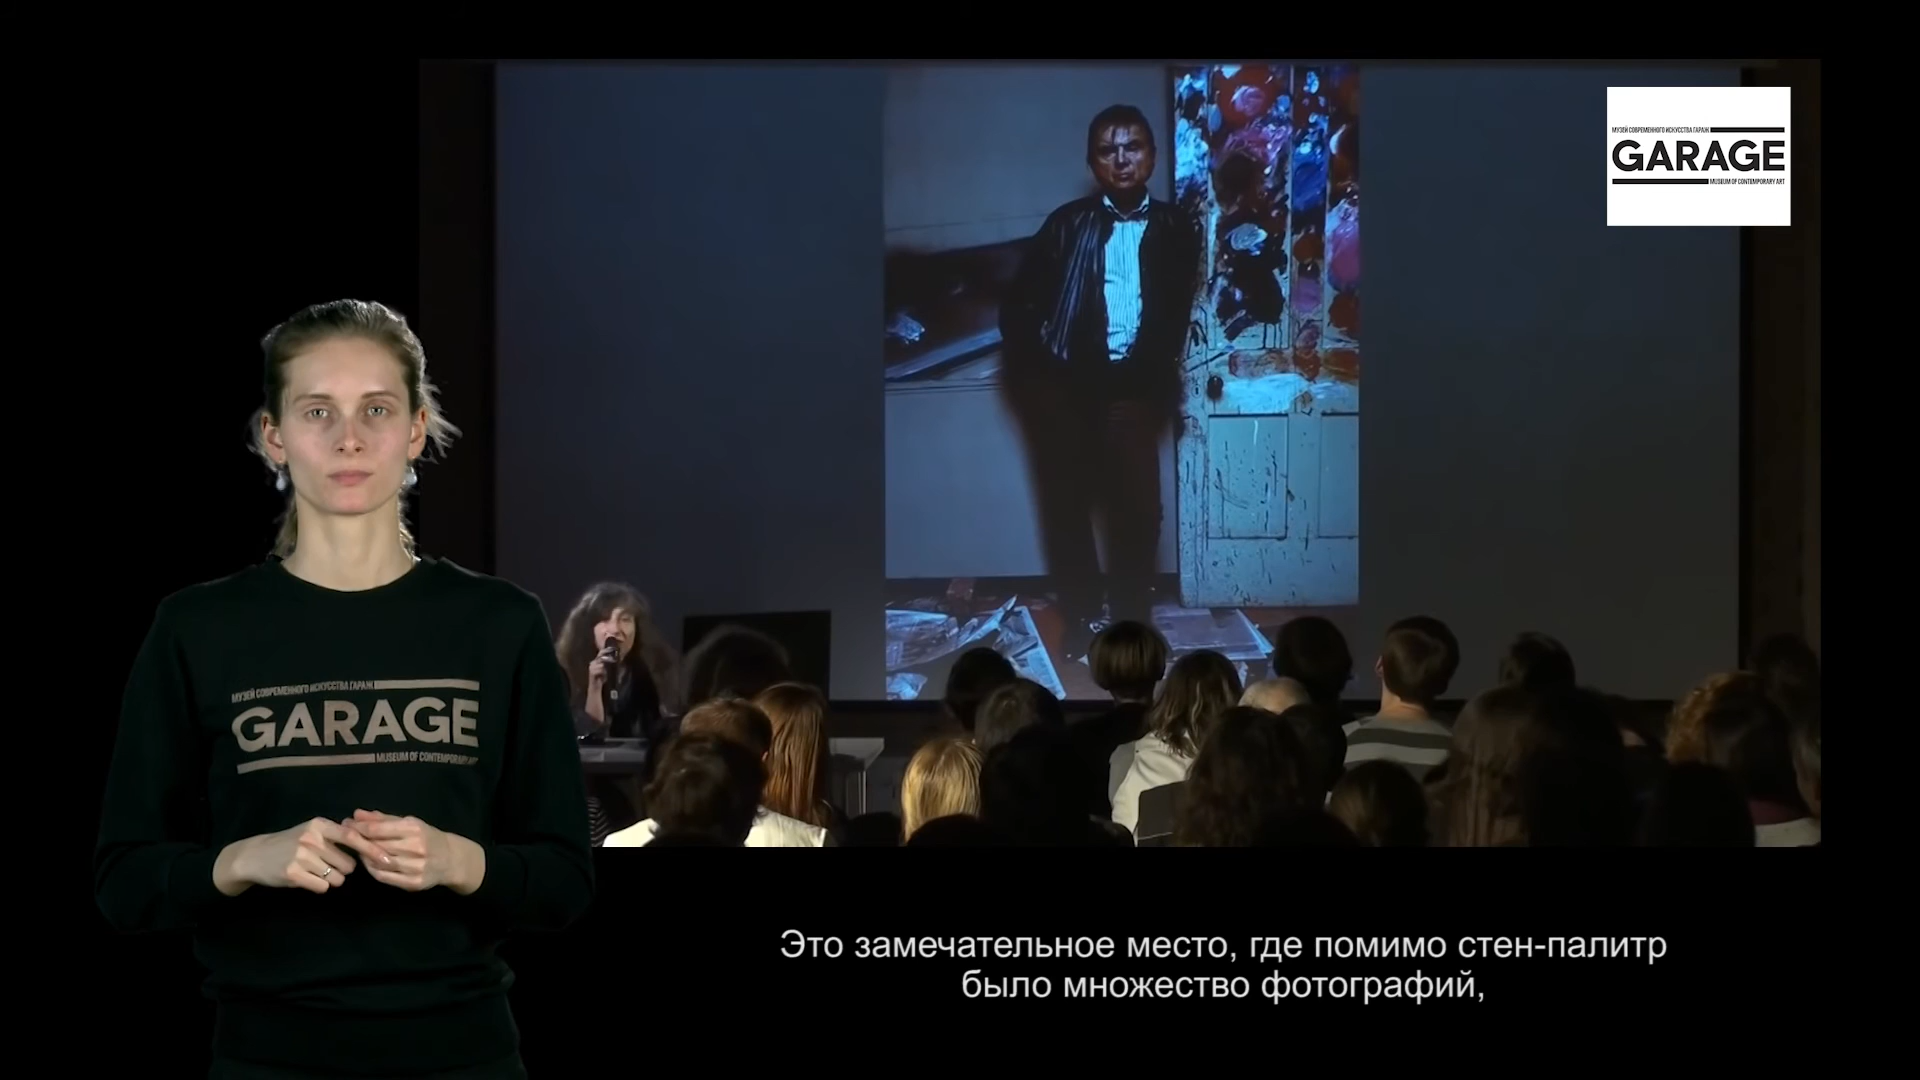 МУЗЕЙ СОВРЕМЕННОГО ИСКУССТВА ГАРАЖ
GARAGE
MUSEUM OF CONTEMPORARY ART
МУЗЕЙ СОВРЕМЕННОГО ИСКУССТВА ГАРАЖ
GARAGE
MUSEUM OF CONTEMPORARY ART
Это замечательное место, где помимо стен-палитр
было множество фотографий,